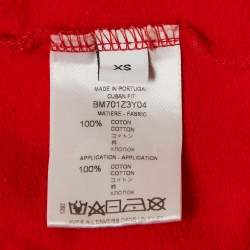 XS
MADE IN PORTUGAL
CUBAN FIT
BM701Z3Y04
MATIERE - FABRIC
100% COTON
COTTON
コットン
棉
ХЛОПОК
APPLICATION - APPLICATION
100% COTON
COTTON
コットン
棉
ХЛОПОК